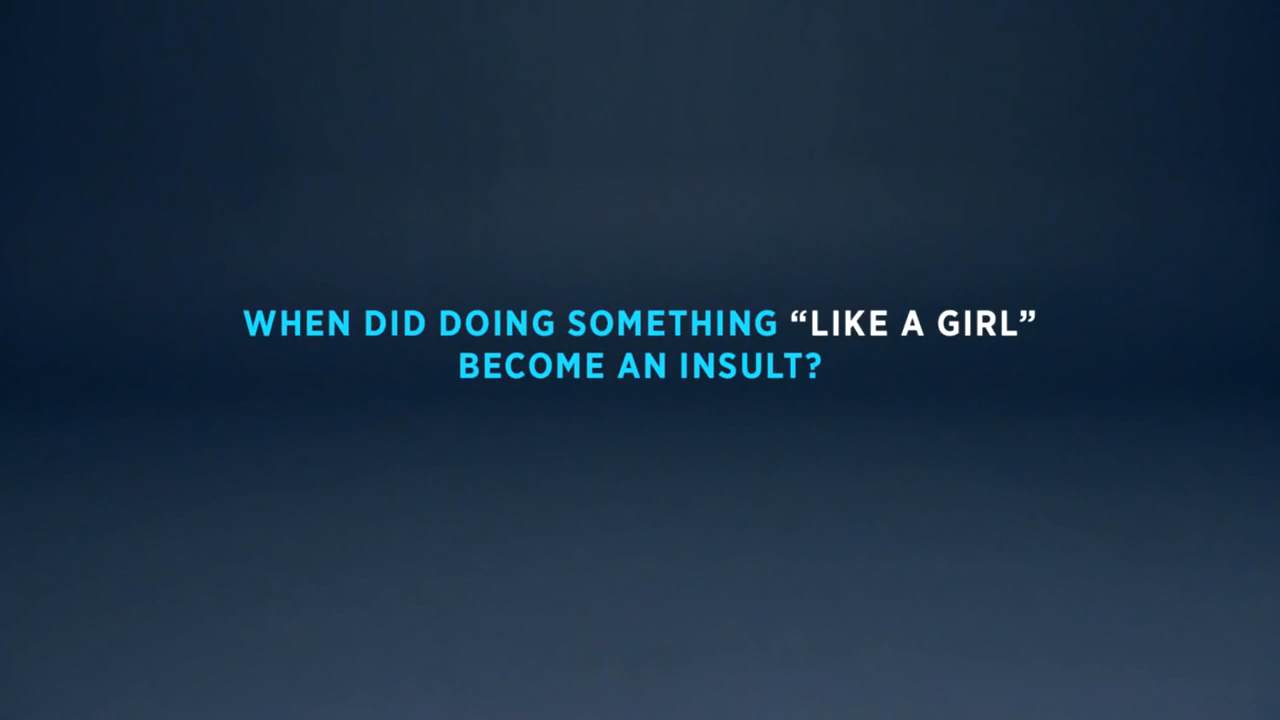 WHEN DID DOING SOMETHING “LIKE A GIRL”
BECOME AN INSULT?